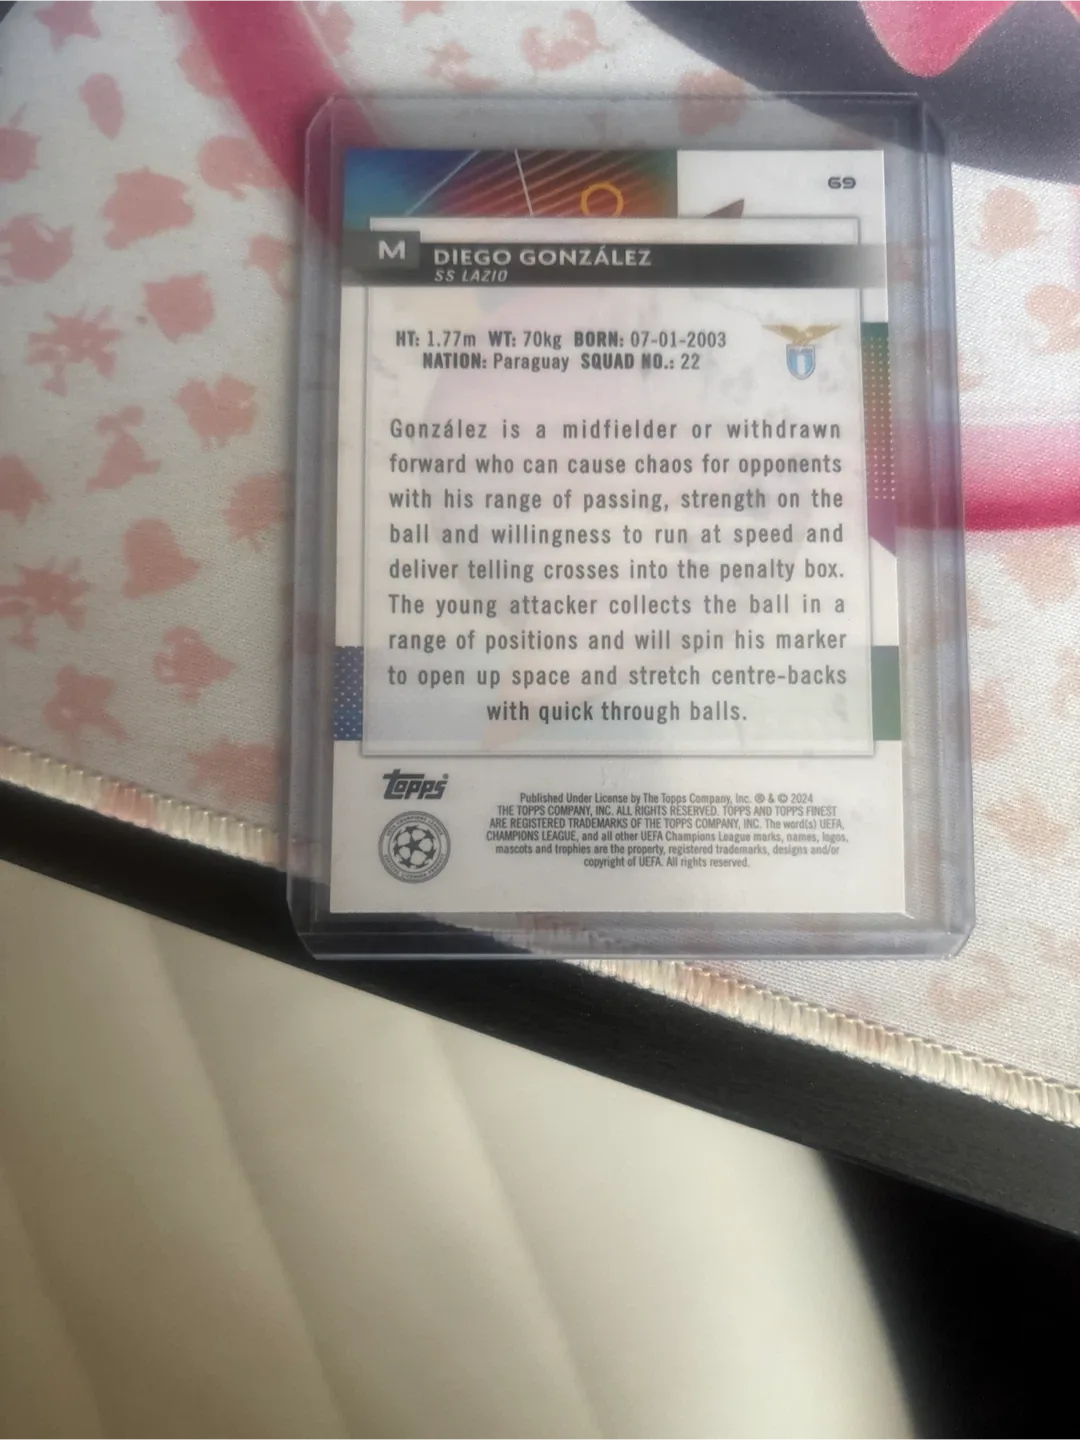 69
M DIEGO GONZÁLEZ
SS LAZIO
HT: 1.77m WT: 70kg BORN: 07-01-2003
NATION: Paraguay SQUAD NO.: 22
González is a midfielder or withdrawn
forward who can cause chaos for opponents
with his range of passing, strength on the
ball and willingness to run at speed and
deliver telling crosses into the penalty box.
The young attacker collects the ball in a
range of positions and will spin his marker
to open up space and stretch centre-backs
with quick through balls.
Topps
Published Under License by The Topps Company, Inc. ® & © 2024
THE TOPPS COMPANY, INC. ALL RIGHTS RESERVED. TOPPS AND TOPPS FINEST
ARE REGISTERED TRADEMARKS OF THE TOPPS COMPANY, INC. The word(s) UEFA,
CHAMPIONS LEAGUE, and all other UEFA Champions League marks, names, logos,
mascots and trophies are the property, registered trademarks, designs and/or
copyright of UEFA. All rights reserved.